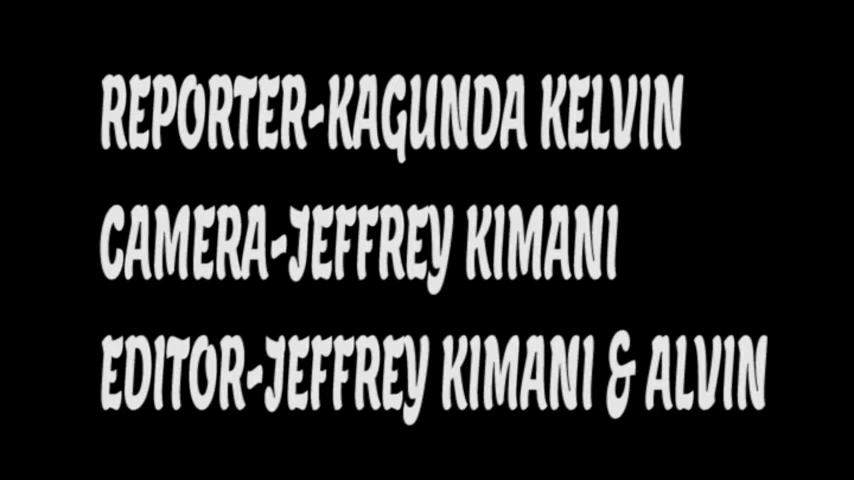 REPORTER-KAGUNDA KELVIN
CAMERA-JEFFREY KIMANI
EDITOR-JEFFREY KIMANI & ALVIN